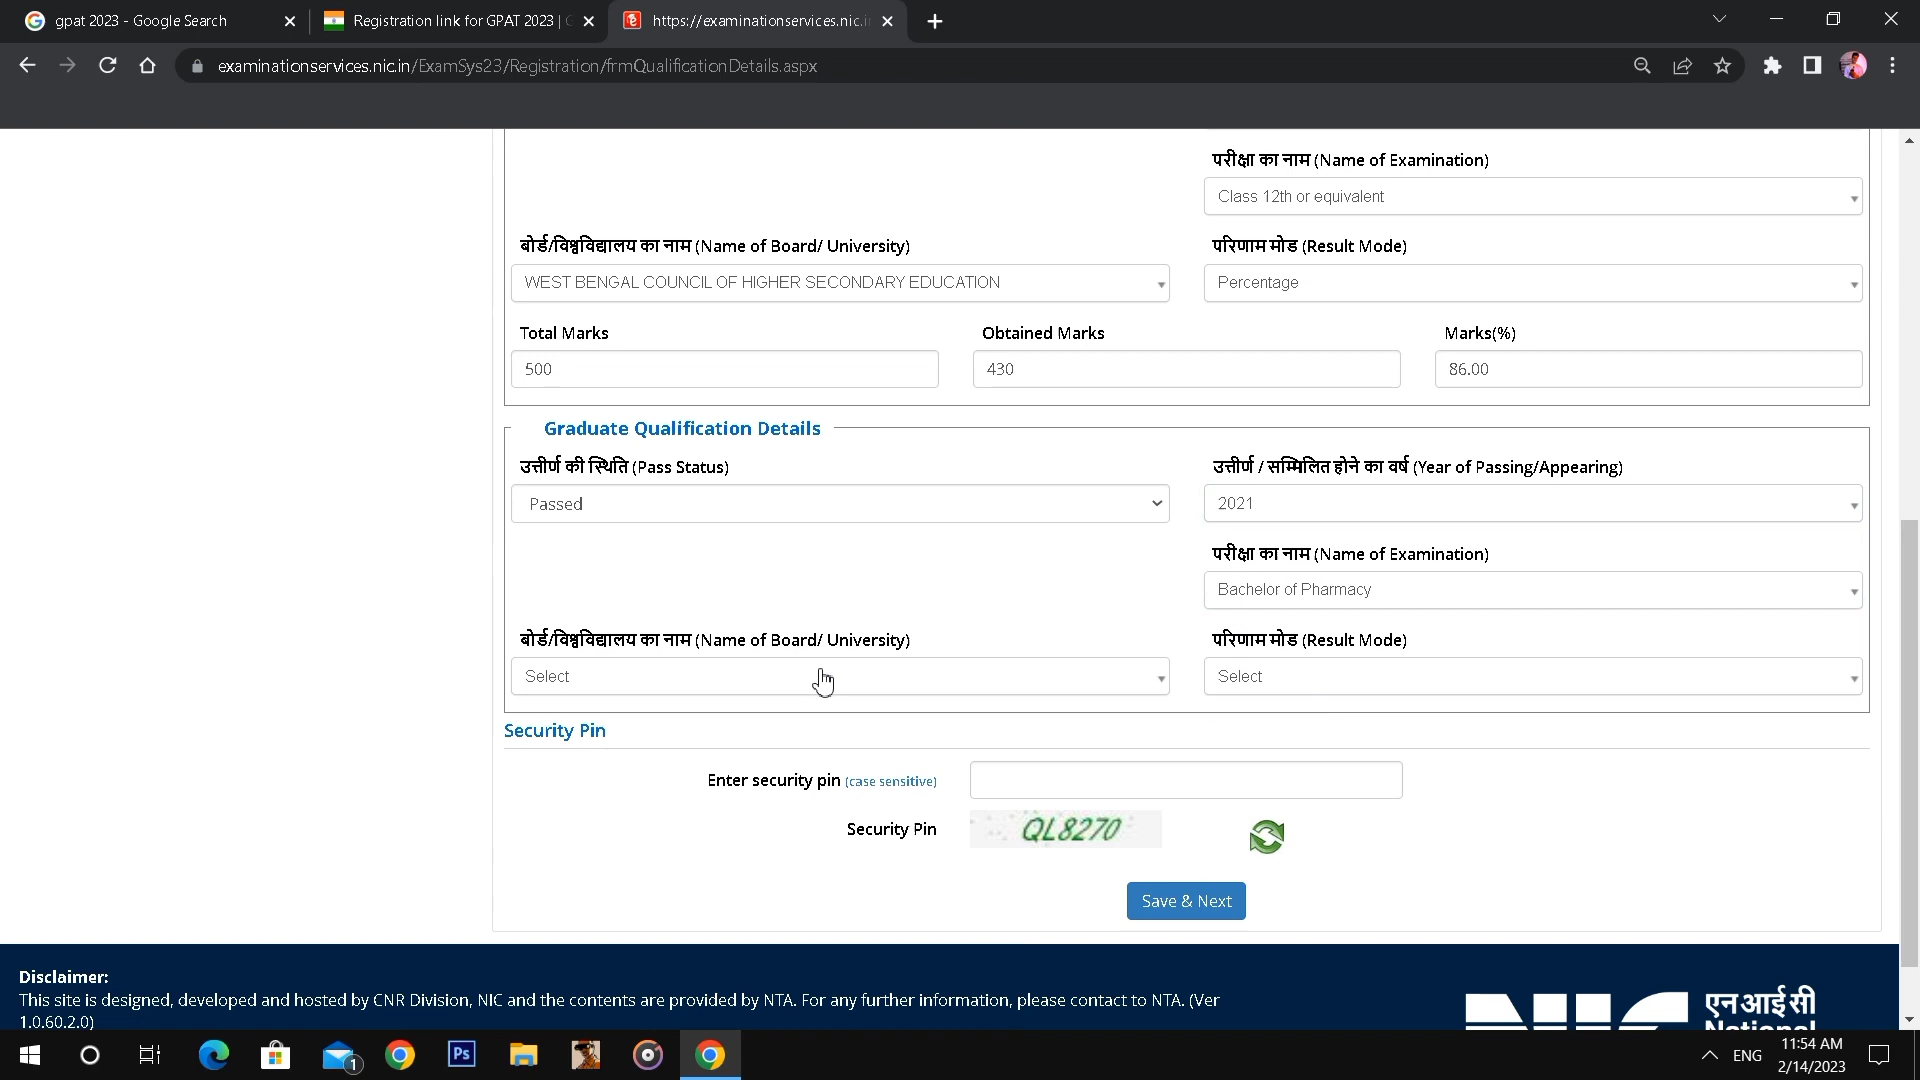 gpat 2023 - Google Search
Registration link for GPAT 2023 |
https://examinationservices.nic.i
examinationservices.nic.in/ExamSys23/Registration/frmQualificationDetails.aspx
परीक्षा का नाम (Name of Examination)
Class 12th or equivalent
बोर्ड/विश्वविद्यालय का नाम (Name of Board/ University)
परिणाम मोड (Result Mode)
WEST BENGAL COUNCIL OF HIGHER SECONDARY EDUCATION
Percentage
Total Marks
Obtained Marks
Marks(%)
500
430
86.00
Graduate Qualification Details
उत्तीर्ण की स्थिति (Pass Status)
उत्तीर्ण / सम्मिलित होने का वर्ष (Year of Passing/Appearing)
Passed
2021
परीक्षा का नाम (Name of Examination)
Bachelor of Pharmacy
बोर्ड/विश्वविद्यालय का नाम (Name of Board/ University)
परिणाम मोड (Result Mode)
Select
Select
Security Pin
Enter security pin (case sensitive)
Security Pin
QL8270
Save & Next
Disclaimer:
This site is designed, developed and hosted by CNR Division, NIC and the contents are provided by NTA. For any further information, please contact to NTA. (Ver
1.0.60.2.0)
NIC
एन आई सी
National
Ps
1
ENG
11:54 AM
2/14/2023